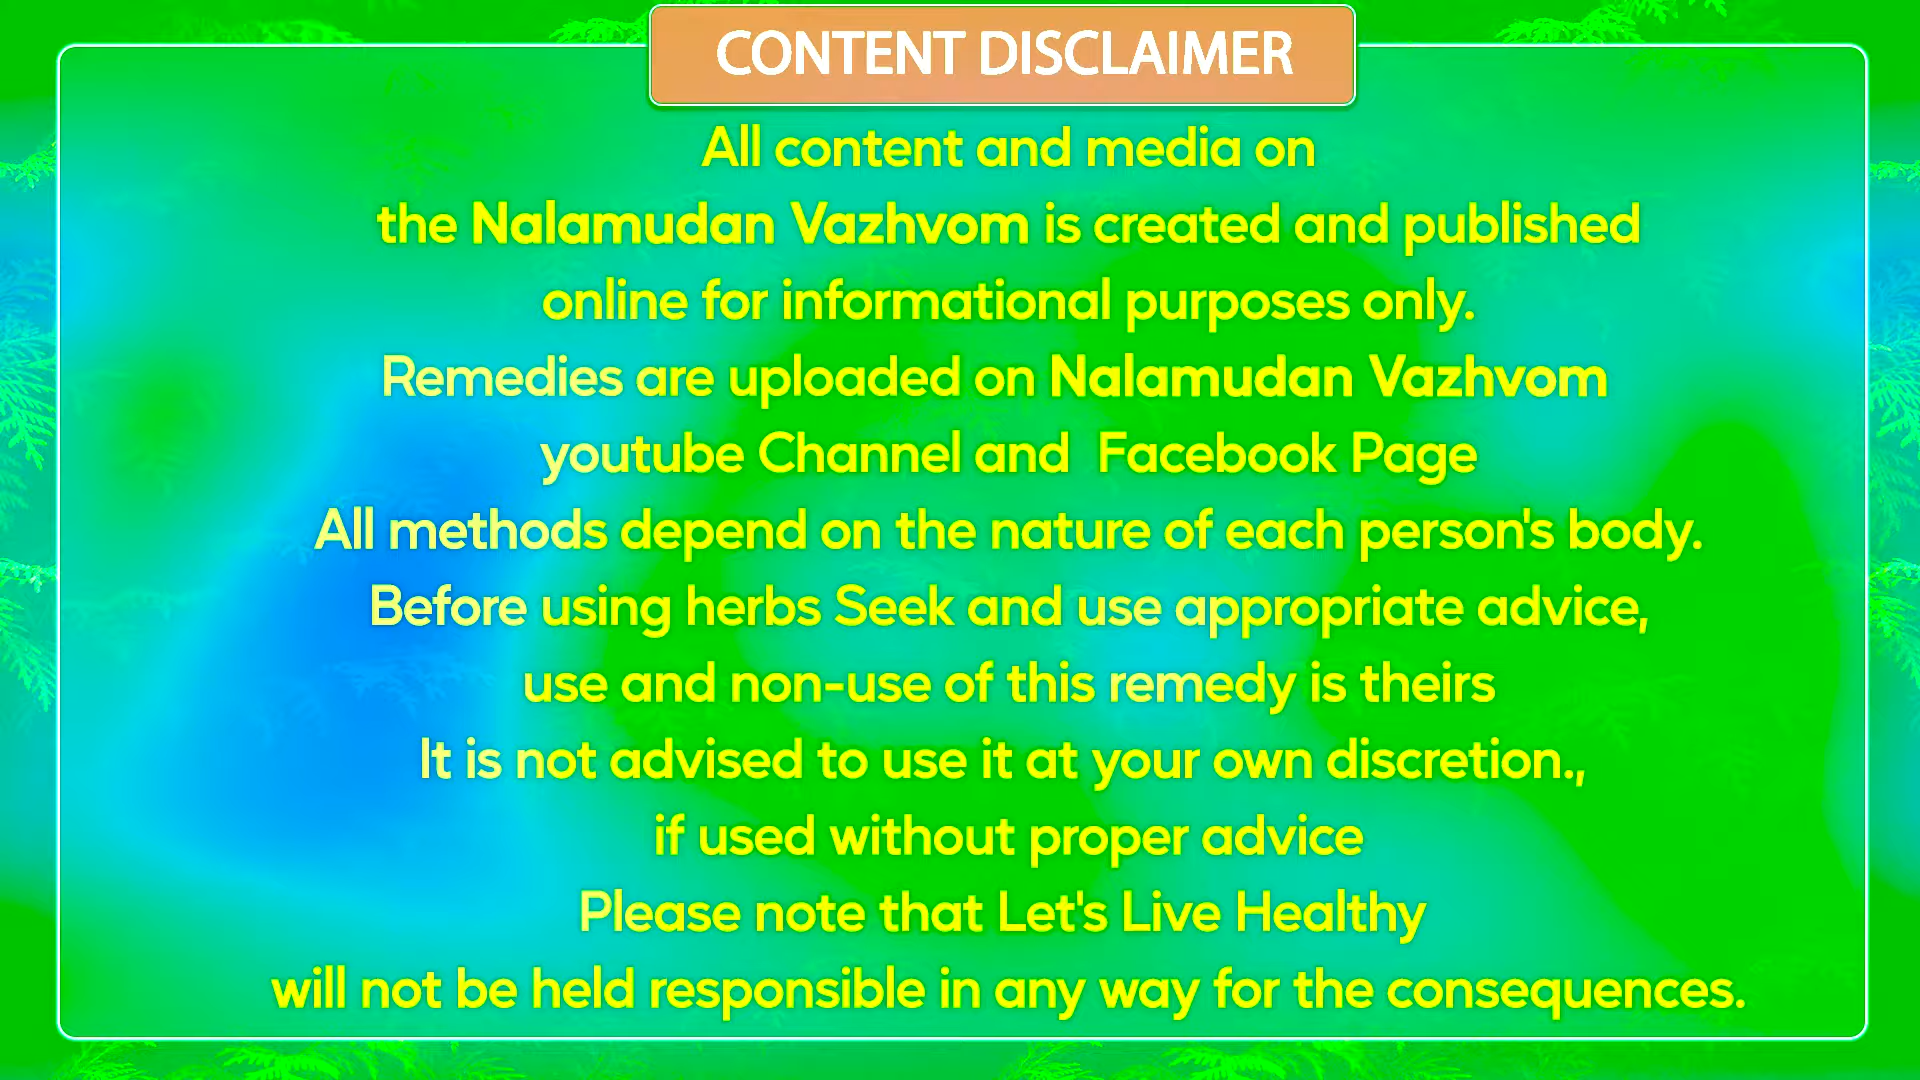 CONTENT DISCLAIMER
All content and media on
the Nalamudan Vazhvom is created and published
online for informational purposes only.
Remedies are uploaded on Nalamudan Vazhvom
youtube Channel and Facebook Page
All methods depend on the nature of each person's body.
Before using herbs Seek and use appropriate advice,
use and non-use of this remedy is theirs
It is not advised to use it at your own discretion.,
if used without proper advice
Please note that Let's Live Healthy
will not be held responsible in any way for the consequences.